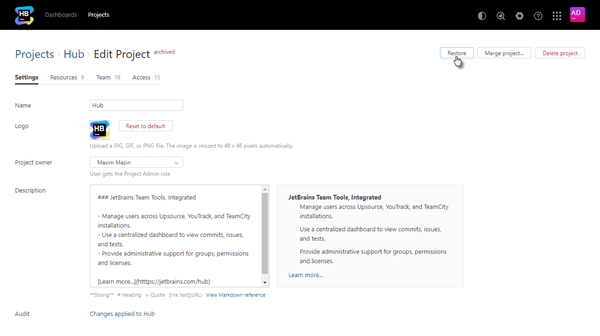 HB
Dashboards Projects
AD
Projects › Hub › Edit Project archived
Restore Merge project... Delete project
Settings Resources 9 Team 18 Access 15
Name Hub
Logo HB Reset to default
Upload a JPG, GIF, or PNG file. The image is resized to 48 x 48 pixels automatically.
Project owner Maxim Mazin
User gets the Project Admin role
Description
### JetBrains Team Tools, Integrated
- Manage users across Upsource, YouTrack, and TeamCity
installations.
- Use a centralized dashboard to view commits, issues,
and tests.
- Provide administrative support for groups, permissions
and licenses.
[Learn more...](htttps://jetbrains.com/hub)
JetBrains Team Tools, Integrated
Manage users across Upsource, YouTrack, and TeamCity
installations.
Use a centralized dashboard to view commits, issues,
and tests.
Provide administrative support for groups, permissions
and licenses.
Learn more...
**Strong** # Heading > Quote [link text](URL) View Markdown reference
Audit Changes applied to Hub